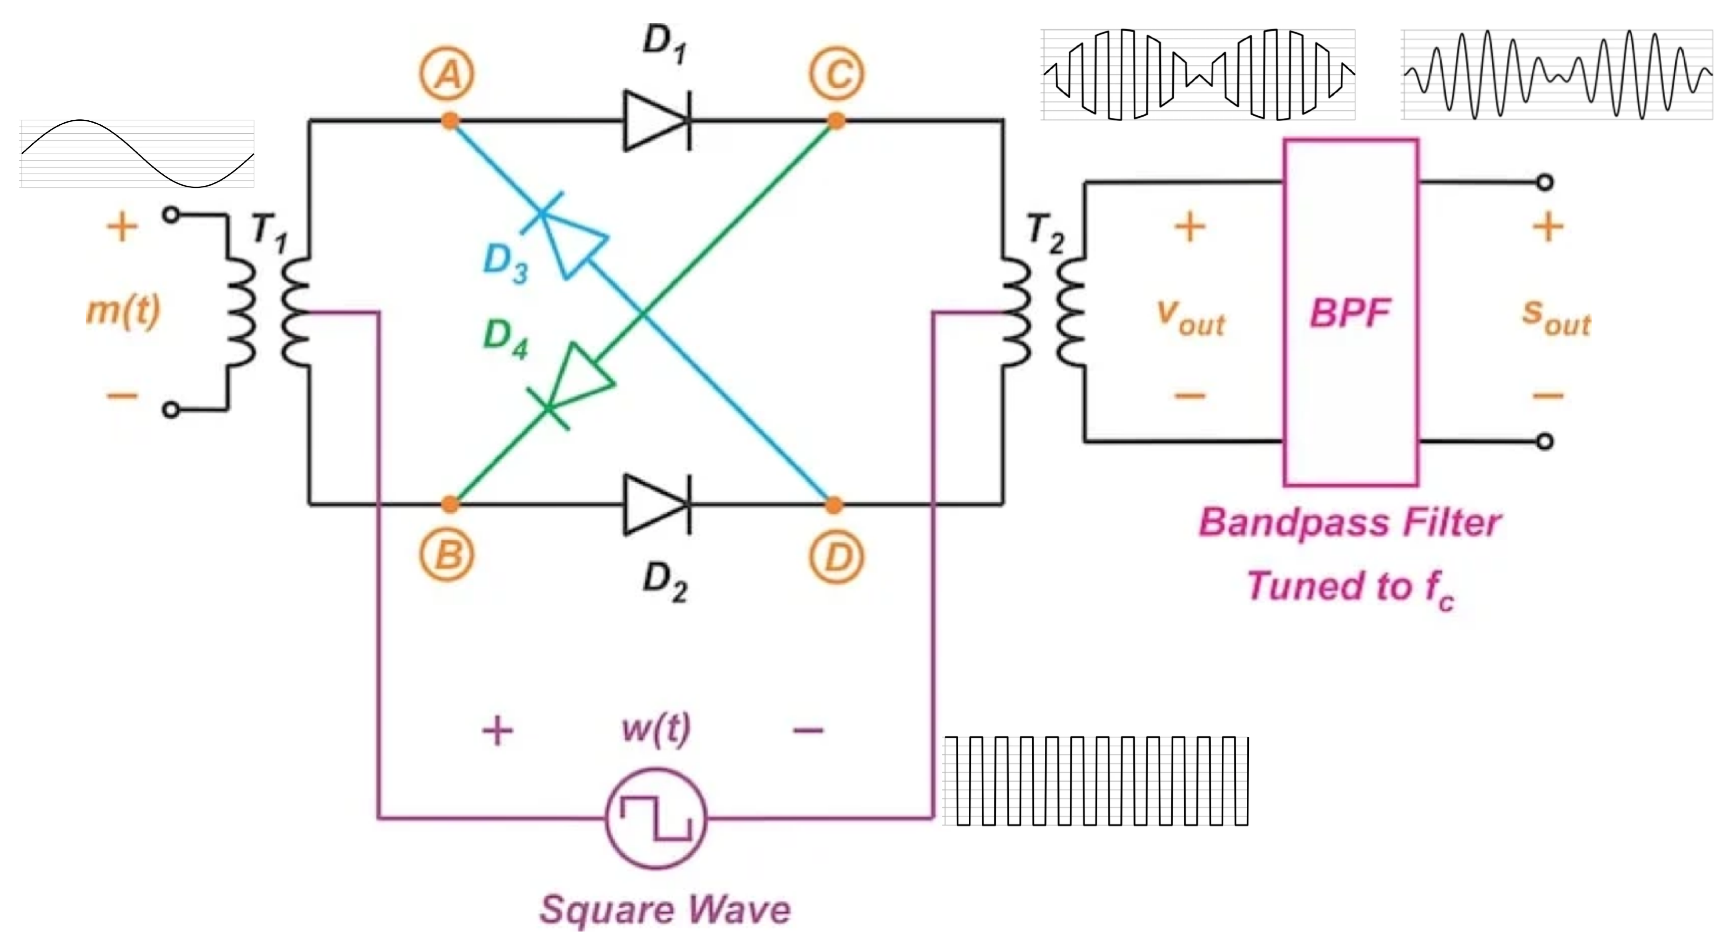 D1
A
C
T1
T2
+
m(t)
−
D3
D4
+
vout
−
BPF
+
sout
−
B
D
D2
Bandpass Filter
Tuned to fc
+ w(t) −
Square Wave